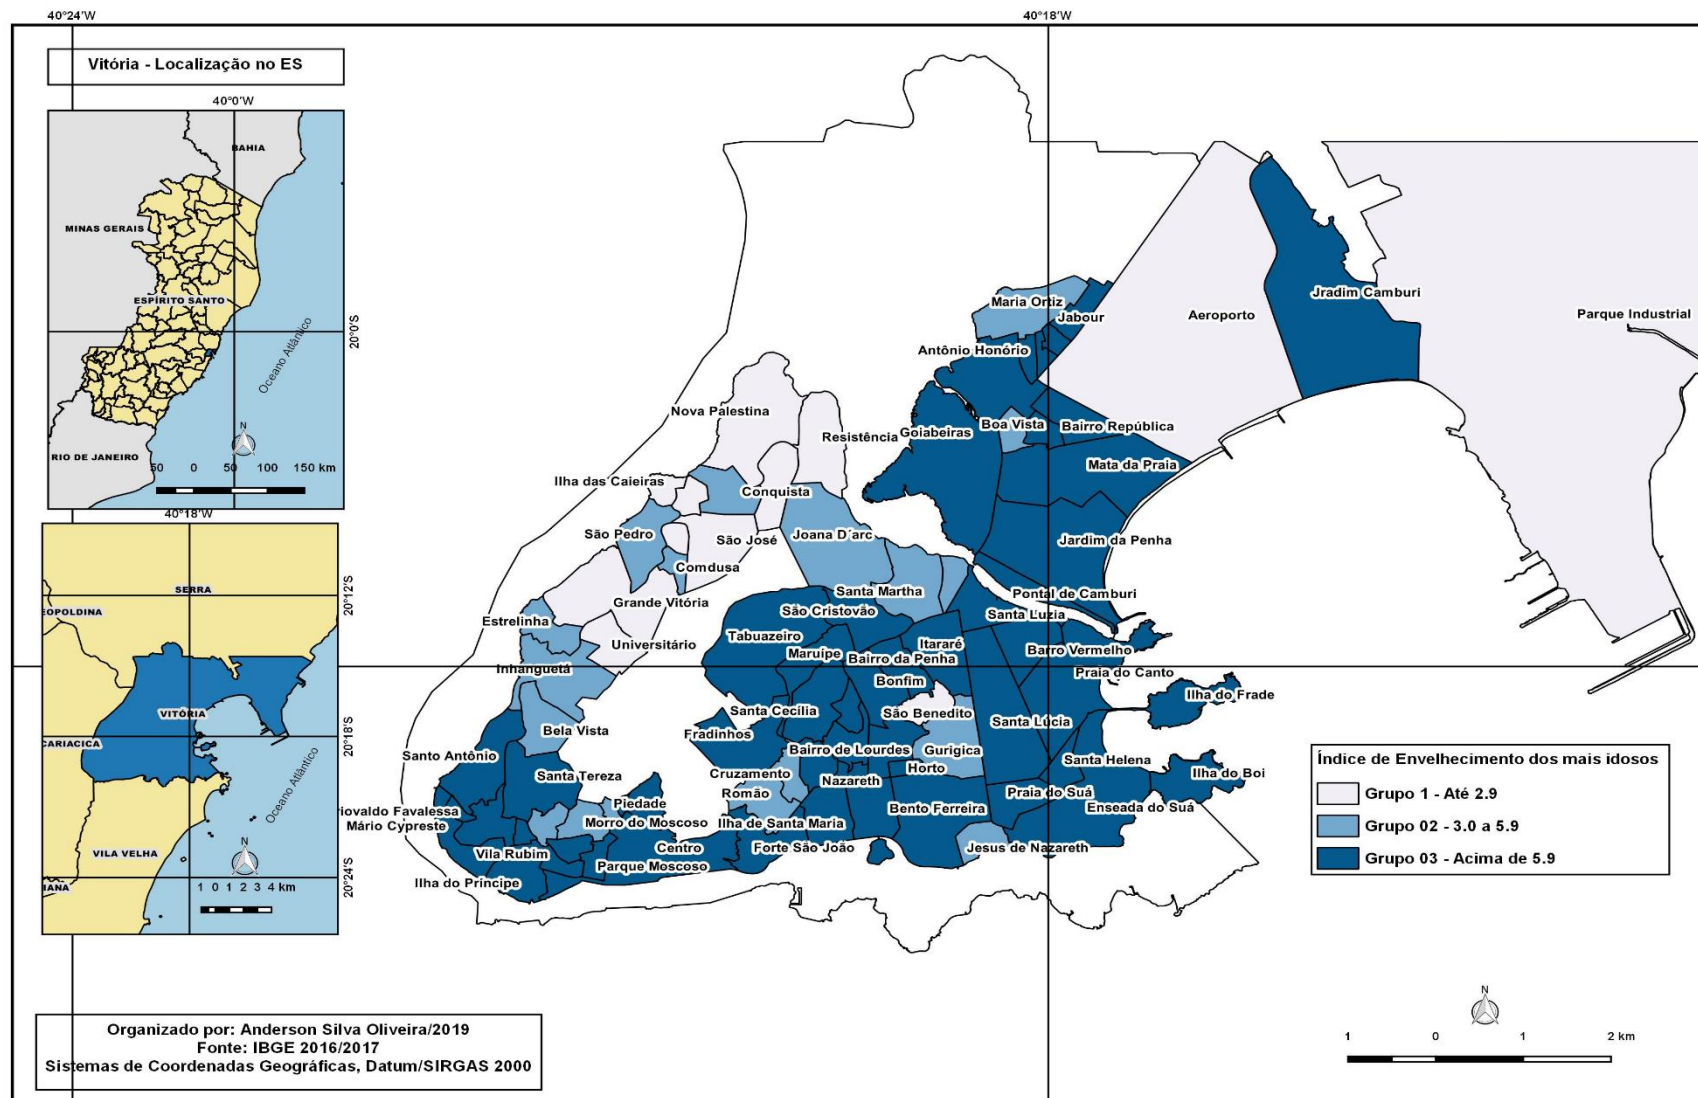 40°24'W
40°18'W
Vitória - Localização no ES
40°0'W
BAHIA
MINAS GERAIS
ESPÍRITO SANTO
20°0'S
Oceano Atlântico
RIO DE JANEIRO
50 0 50 100 150 km
N
40°18'W
SERRA
EOPOLDINA
20°12'S
VITÓRIA
CARIACICA
20°18'S
Oceano Atlântico
VILA VELHA
N
IANA
1 0 1 2 3 4 km
20°24'S
Maria Ortiz
Jabour
Aeroporto
Jradim Camburi
Parque Industrial
Antônio Honório
Nova Palestina
Resistência
Goiabeiras
Boa Vista
Bairro República
Mata da Praia
Ilha das Caieiras
Conquista
São Pedro
São José
Joana D´arc
Jardim da Penha
Comdusa
Santa Martha
Pontal de Camburi
Grande Vitória
São Cristovão
Santa Luzia
Estrelinha
Tabuazeiro
Itararé
Universitário
Maruípe
Bairro da Penha
Barro Vermelho
Inhanguetá
Bonfim
Praia do Canto
Ilha do Frade
Santa Cecília
São Benedito
Santa Lúcia
Bela Vista
Fradinhos
Bairro de Lourdes
Gurigica
Santo Antônio
Santa Helena
Santa Tereza
Cruzamento
Nazareth
Horto
Ilha do Boi
Romão
Praia do Suá
Piedade
Bento Ferreira
Enseada do Suá
riovaldo Favalessa
Mário Cypreste
Morro do Moscoso
Ilha de Santa Maria
Centro
Forte São João
Jesus de Nazareth
Vila Rubim
Parque Moscoso
Ilha do Príncipe
Índice de Envelhecimento dos mais idosos
Grupo 1 - Até 2.9
Grupo 02 - 3.0 a 5.9
Grupo 03 - Acima de 5.9
N
1 0 1 2 km
Organizado por: Anderson Silva Oliveira/2019
Fonte: IBGE 2016/2017
Sistemas de Coordenadas Geográficas, Datum/SIRGAS 2000